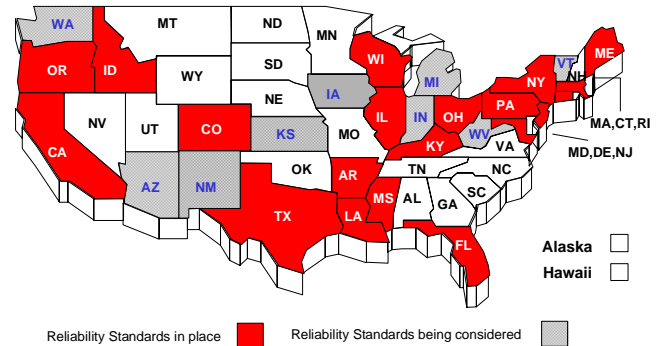 WA
MT
ND
MN
VT
ME
OR
ID
SD
WI
MI
NY
NH
WY
IA
PA
NE
IL
IN
OH
NV
UT
CO
KS
MO
WV
VA
KY
MA,CT,RI
CA
MD,DE,NJ
AZ
NM
OK
AR
TN
NC
SC
TX
LA
MS
AL
GA
FL
Alaska
Hawaii
Reliability Standards in place
Reliability Standards being considered